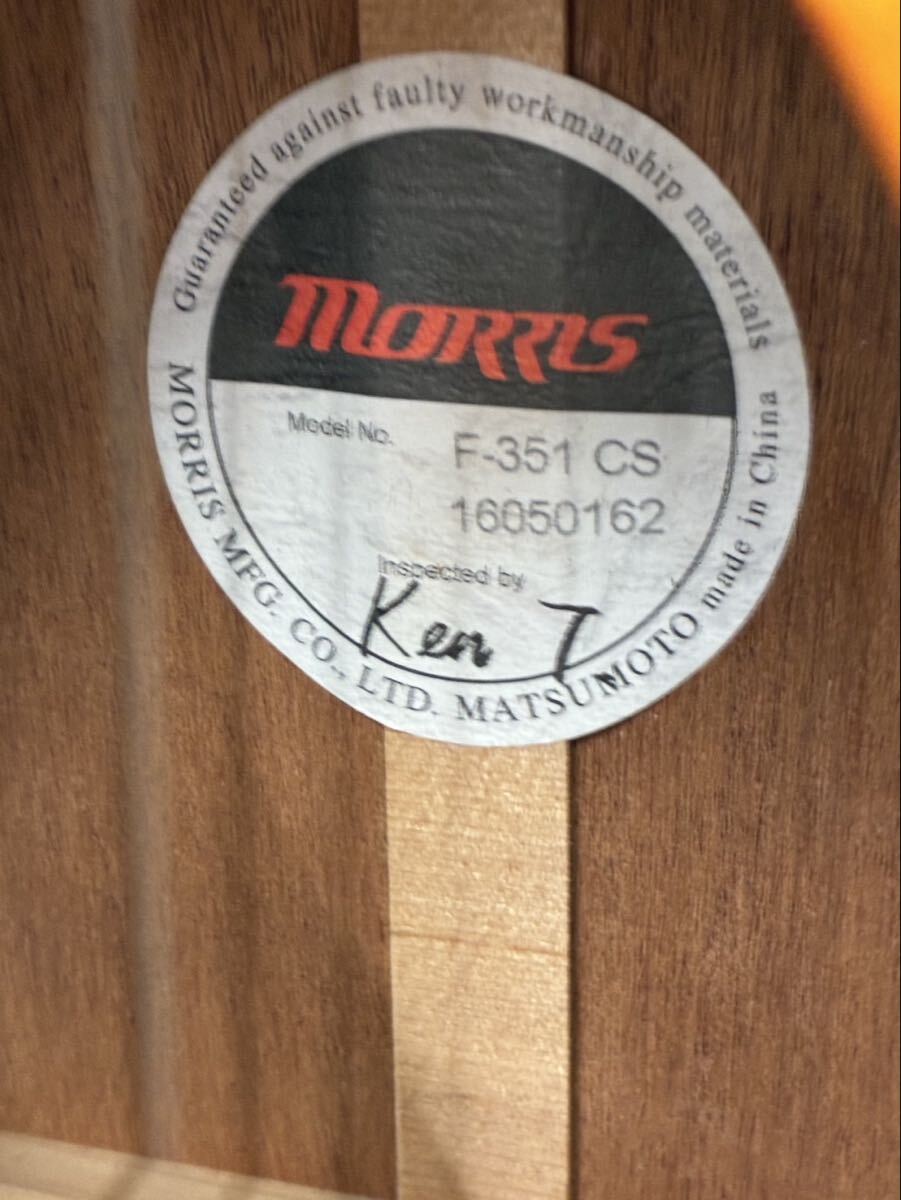 Guaranteed against faulty workmanship materials
MORRIS
Model No.
F-351 CS
16050162
Inspected by
Ken T
MORRIS MFG. CO., LTD. MATSUMOTO made in China